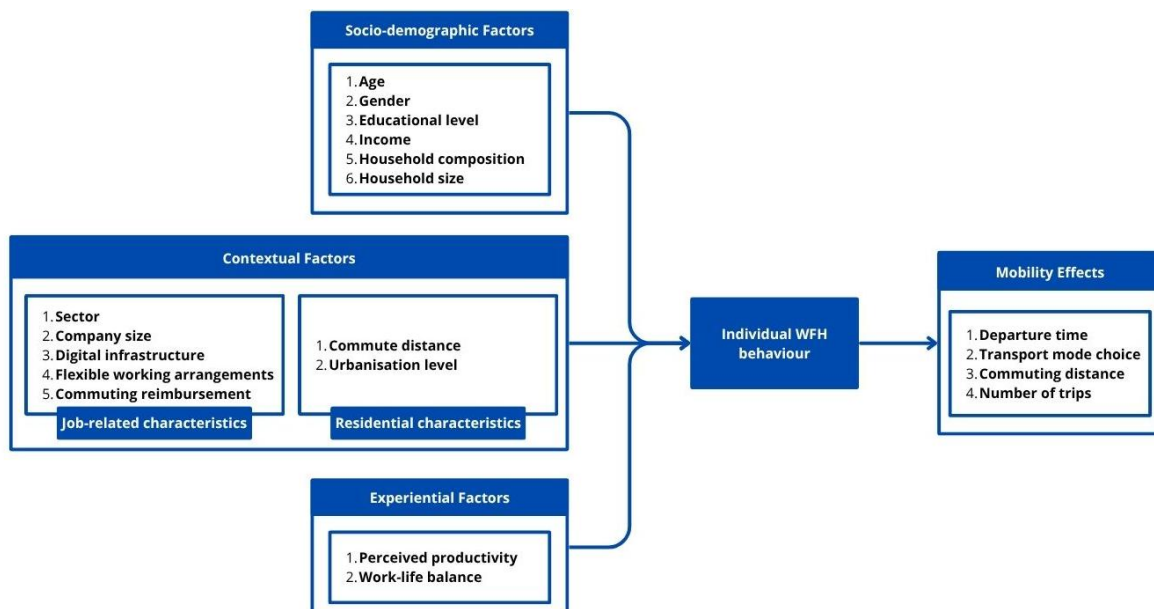 Socio-demographic Factors
1. Age
2. Gender
3. Educational level
4. Income
5. Household composition
6. Household size
Contextual Factors
1. Sector
2. Company size
3. Digital infrastructure
4. Flexible working arrangements
5. Commuting reimbursement
Job-related characteristics
1. Commute distance
2. Urbanisation level
Residential characteristics
Experiential Factors
1. Perceived productivity
2. Work-life balance
Individual WFH
behaviour
Mobility Effects
1. Departure time
2. Transport mode choice
3. Commuting distance
4. Number of trips